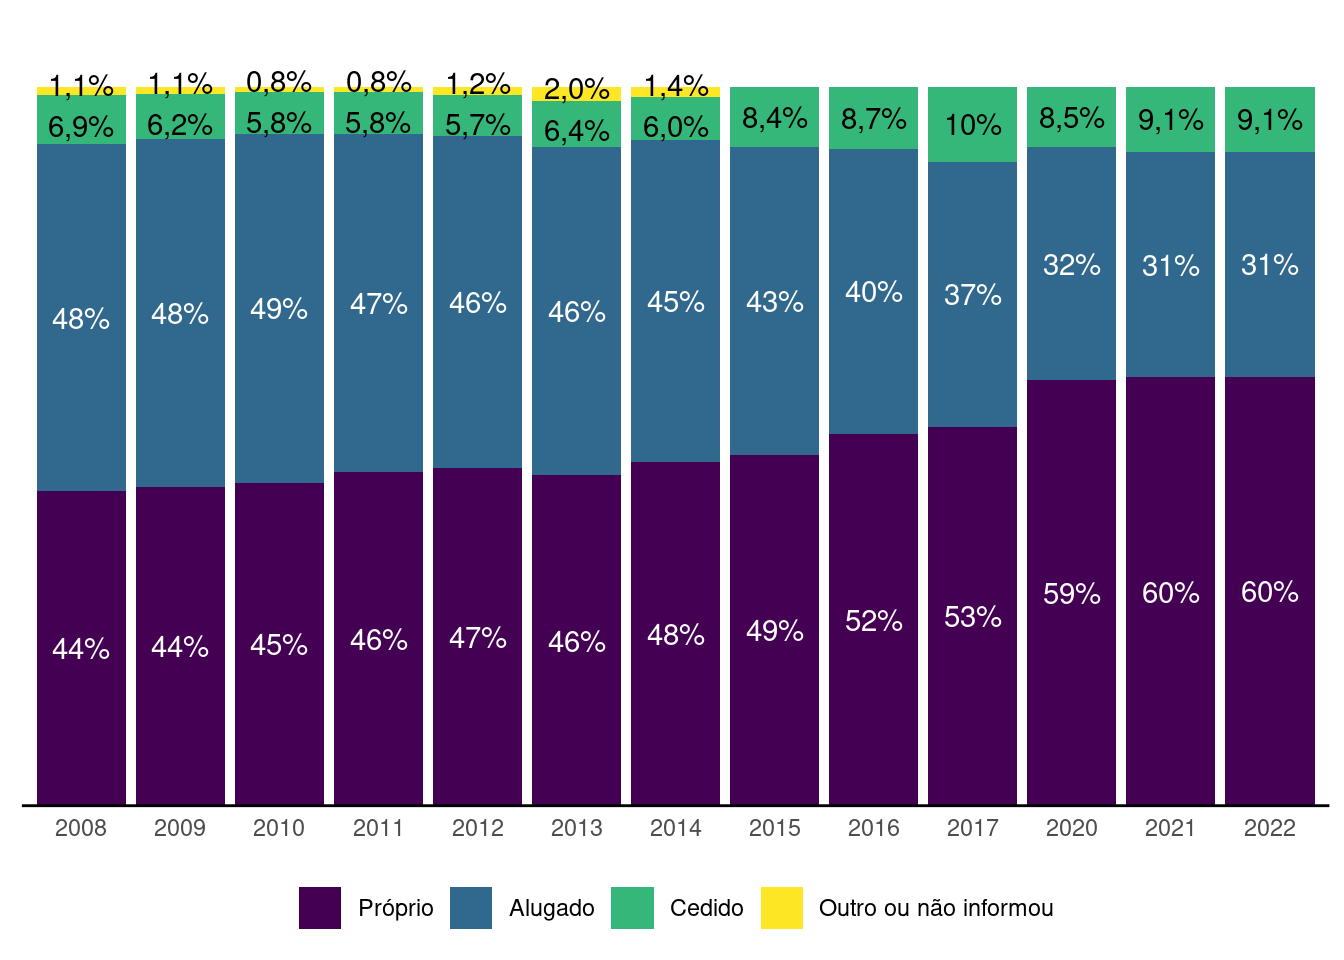 1,1% 1,1% 0,8% 0,8% 1,2% 2,0% 1,4%
6,9% 6,2% 5,8% 5,8% 5,7% 6,4% 6,0% 8,4% 8,7% 10% 8,5% 9,1% 9,1%
48% 48% 49% 47% 46% 46% 45% 43% 40% 37% 32% 31% 31%
44% 44% 45% 46% 47% 46% 48% 49% 52% 53% 59% 60% 60%
2008 2009 2010 2011 2012 2013 2014 2015 2016 2017 2020 2021 2022
Próprio Alugado Cedido Outro ou não informou